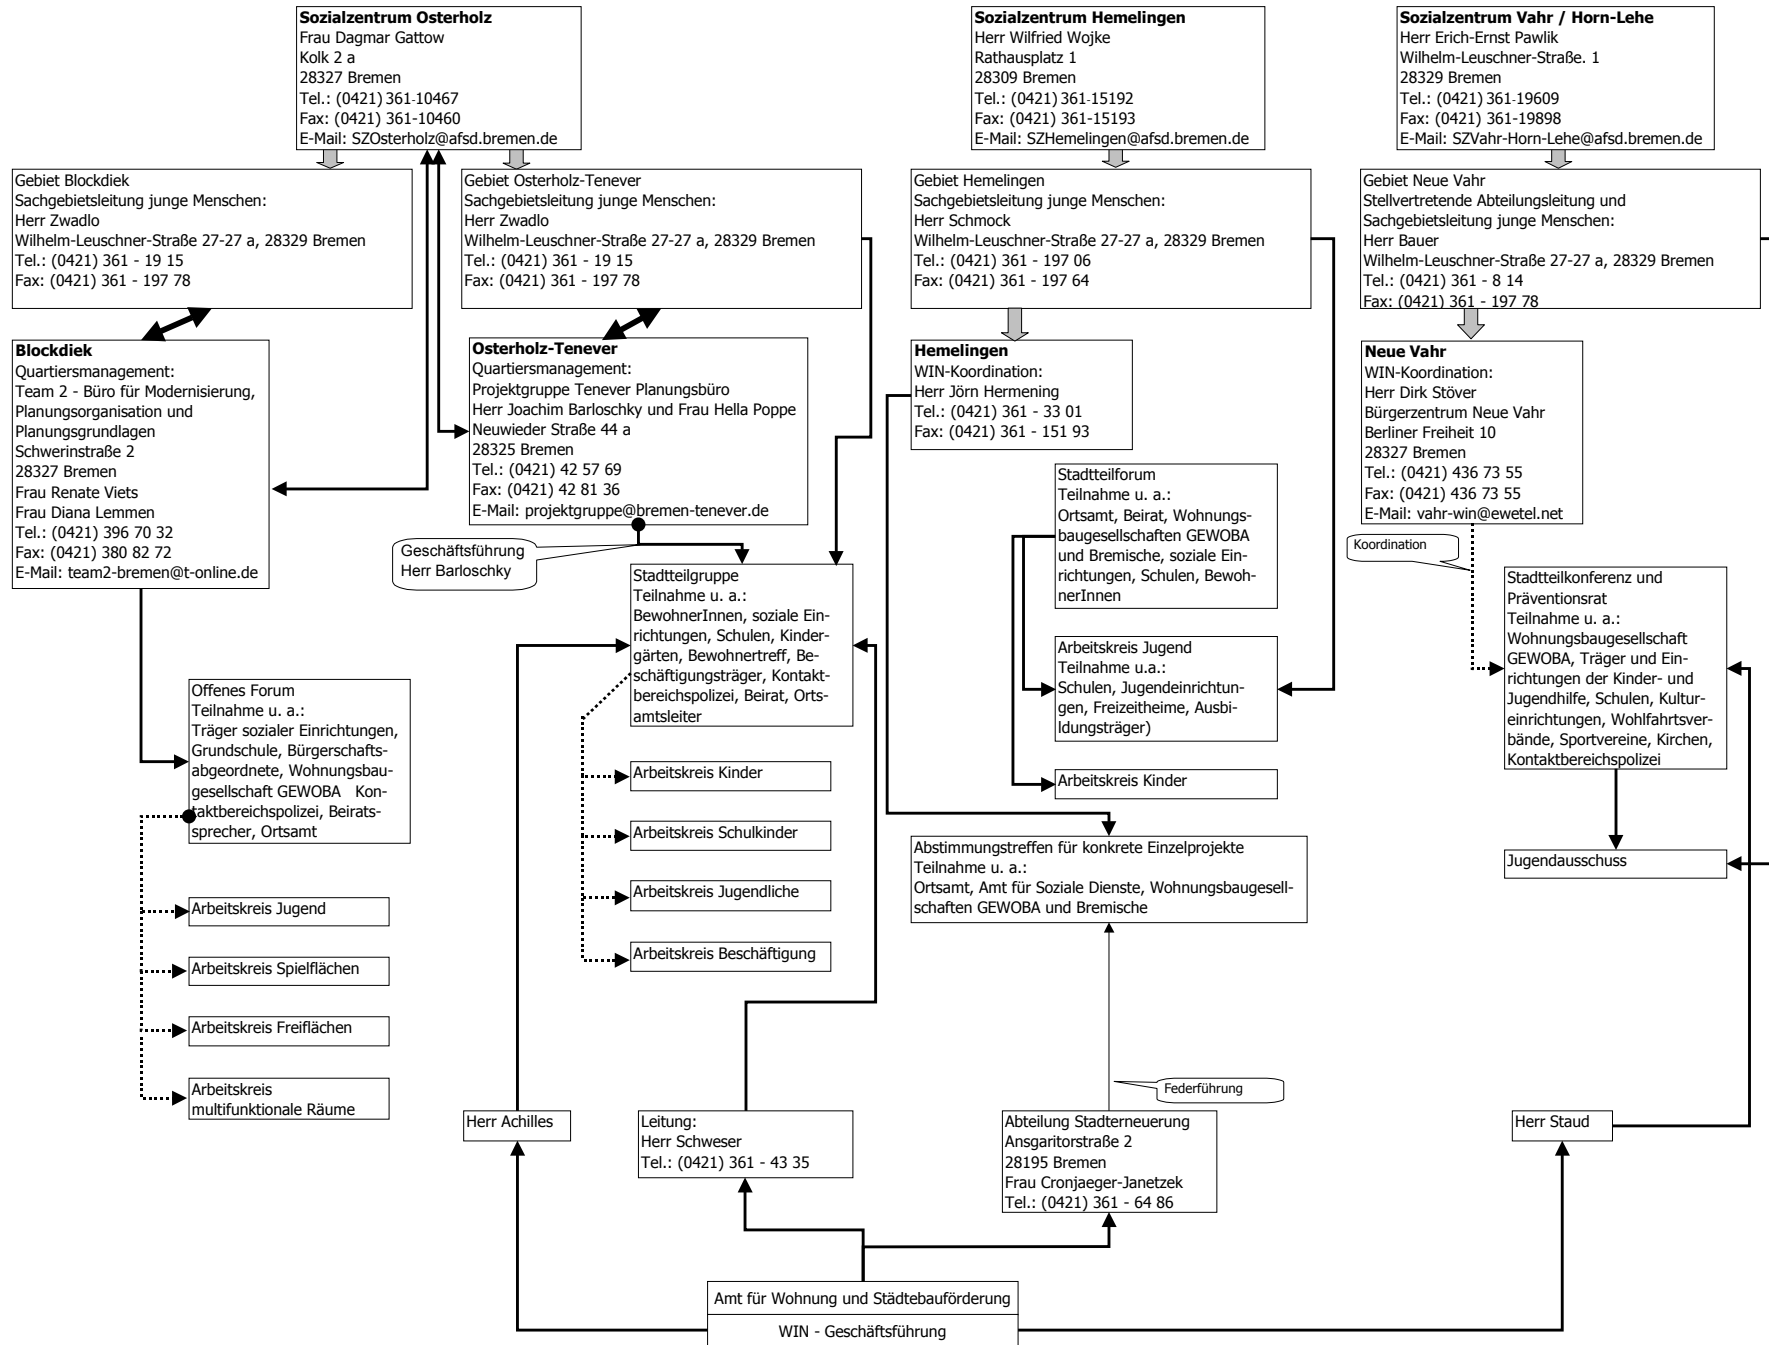 Sozialzentrum Osterholz
Frau Dagmar Gattow
Kolk 2 a
28327 Bremen
Tel.: (0421) 361-10467
Fax: (0421) 361-10460
E-Mail: SZOsterholz@afsd.bremen.de
Sozialzentrum Hemelingen
Herr Wilfried Wojke
Rathausplatz 1
28309 Bremen
Tel.: (0421) 361-15192
Fax: (0421) 361-15193
E-Mail: SZHemelingen@afsd.bremen.de
Sozialzentrum Vahr / Horn-Lehe
Herr Erich-Ernst Pawlik
Wilhelm-Leuschner-Straße. 1
28329 Bremen
Tel.: (0421) 361-19609
Fax: (0421) 361-19898
E-Mail: SZVahr-Horn-Lehe@afsd.bremen.de
Gebiet Blockdiek
Sachgebietsleitung junge Menschen:
Herr Zwadlo
Wilhelm-Leuschner-Straße 27-27 a, 28329 Bremen
Tel.: (0421) 361 - 19 15
Fax: (0421) 361 - 197 78
Gebiet Osterholz-Tenever
Sachgebietsleitung junge Menschen:
Herr Zwadlo
Wilhelm-Leuschner-Straße 27-27 a, 28329 Bremen
Tel.: (0421) 361 - 19 15
Fax: (0421) 361 - 197 78
Gebiet Hemelingen
Sachgebietsleitung junge Menschen:
Herr Schmock
Wilhelm-Leuschner-Straße 27-27 a, 28329 Bremen
Tel.: (0421) 361 - 197 06
Fax: (0421) 361 - 197 64
Gebiet Neue Vahr
Stellvertretende Abteilungsleitung und
Sachgebietsleitung junge Menschen:
Herr Bauer
Wilhelm-Leuschner-Straße 27-27 a, 28329 Bremen
Tel.: (0421) 361 - 8 14
Fax: (0421) 361 - 197 78
Blockdiek
Quartiersmanagement:
Team 2 - Büro für Modernisierung,
Planungsorganisation und
Planungsgrundlagen
Schwerinstraße 2
28327 Bremen
Frau Renate Viets
Frau Diana Lemmen
Tel.: (0421) 396 70 32
Fax: (0421) 380 82 72
E-Mail: team2-bremen@t-online.de
Osterholz-Tenever
Quartiersmanagement:
Projektgruppe Tenever Planungsbüro
Herr Joachim Barloschky und Frau Hella Poppe
Neuwieder Straße 44 a
28325 Bremen
Tel.: (0421) 42 57 69
Fax: (0421) 42 81 36
E-Mail: projektgruppe@bremen-tenever.de
Hemelingen
WIN-Koordination:
Herr Jörn Hermening
Tel.: (0421) 361 - 33 01
Fax: (0421) 361 - 151 93
Neue Vahr
WIN-Koordination:
Herr Dirk Stöver
Bürgerzentrum Neue Vahr
Berliner Freiheit 10
28327 Bremen
Tel.: (0421) 436 73 55
Fax: (0421) 436 73 55
E-Mail: vahr-win@ewetel.net
Stadtteilforum
Teilnahme u. a.:
Ortsamt, Beirat, Wohnungs-
baugesellschaften GEWOBA
und Bremische, soziale Ein-
richtungen, Schulen, Bewoh-
nerInnen
Geschäftsführung
Herr Barloschky
Koordination
Stadtteilgruppe
Teilnahme u. a.:
BewohnerInnen, soziale Ein-
richtungen, Schulen, Kinder-
gärten, Bewohnertreff, Be-
schäftigungsträger, Kontakt-
bereichspolizei, Beirat, Orts-
amtsleiter
Stadtteilkonferenz und
Präventionsrat
Teilnahme u. a.:
Wohnungsbaugesellschaft
GEWOBA, Träger und Ein-
richtungen der Kinder- und
Jugendhilfe, Schulen, Kultur-
einrichtungen, Wohlfahrtsver-
bände, Sportvereine, Kirchen,
Kontaktbereichspolizei
Arbeitskreis Jugend
Teilnahme u.a.:
Schulen, Jugendeinrichtun-
gen, Freizeitheime, Ausbi-
ldungsträger)
Offenes Forum
Teilnahme u. a.:
Träger sozialer Einrichtungen,
Grundschule, Bürgerschafts-
abgeordnete, Wohnungsbau-
gesellschaft GEWOBA   Kon-
taktbereichspolizei, Beirats-
sprecher, Ortsamt
Arbeitskreis Kinder
Arbeitskreis Kinder
Arbeitskreis Schulkinder
Abstimmungstreffen für konkrete Einzelprojekte
Teilnahme u. a.:
Ortsamt, Amt für Soziale Dienste, Wohnungsbaugesell-
schaften GEWOBA und Bremische
Jugendausschuss
Arbeitskreis Jugendliche
Arbeitskreis Jugend
Arbeitskreis Beschäftigung
Arbeitskreis Spielflächen
Arbeitskreis Freiflächen
Arbeitskreis
multifunktionale Räume
Federführung
Herr Achilles
Leitung:
Herr Schweser
Tel.: (0421) 361 - 43 35
Abteilung Stadterneuerung
Ansgaritorstraße 2
28195 Bremen
Frau Cronjaeger-Janetzek
Tel.: (0421) 361 - 64 86
Herr Staud
Amt für Wohnung und Städtebauförderung
WIN - Geschäftsführung